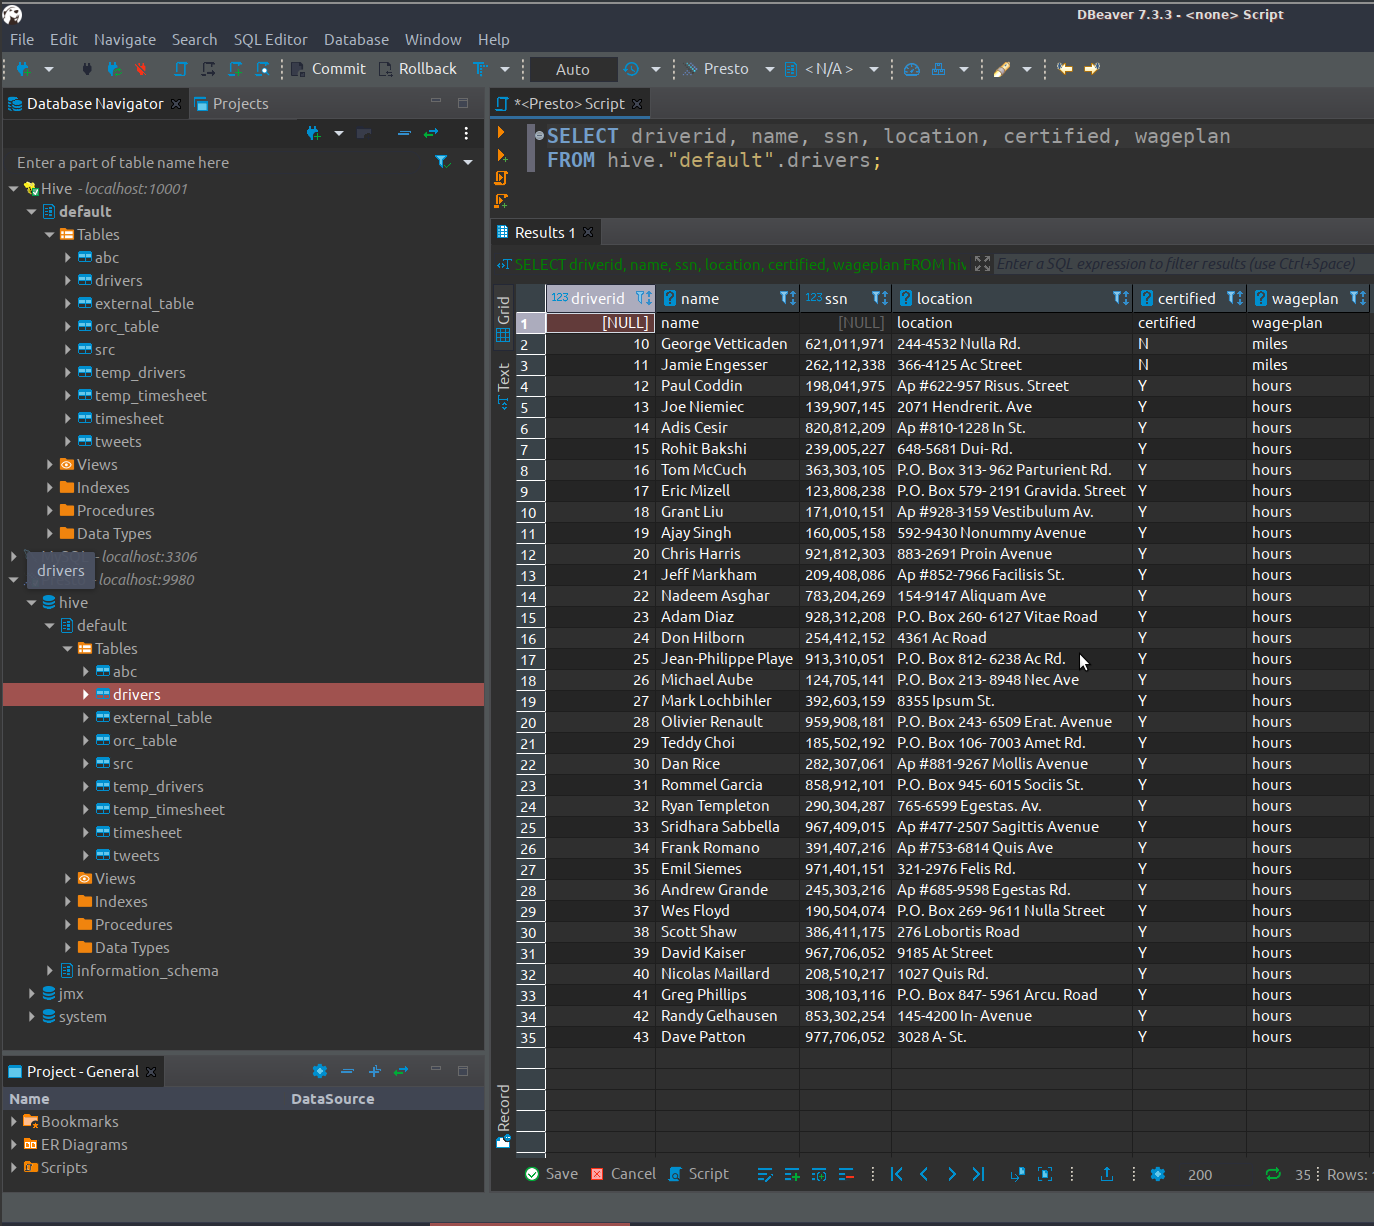 DBeaver 7.3.3 - <none> Script
File Edit Navigate Search SQL Editor Database Window Help
Commit Rollback Auto Presto <N/A>
Database Navigator Projects
Enter a part of table name here
Hive - localhost:10001
default
Tables
abc
drivers
external_table
orc_table
src
temp_drivers
temp_timesheet
timesheet
tweets
Views
Indexes
Procedures
Data Types
- localhost:3306
drivers
localhost:9980
hive
default
Tables
abc
drivers
external_table
orc_table
src
temp_drivers
temp_timesheet
timesheet
tweets
Views
Indexes
Procedures
Data Types
information_schema
jmx
system
Project - General
Name DataSource
Bookmarks
ER Diagrams
Scripts
*<Presto> Script
SELECT driverid, name, ssn, location, certified, wageplan
FROM hive."default".drivers;
Results 1
SELECT driverid, name, ssn, location, certified, wageplan FROM hiv Enter a SQL expression to filter results (use Ctrl+Space)
Grid
Text
Record
123 driverid ? name 123 ssn ? location ? certified ? wageplan
1 [NULL] name [NULL] location certified wage-plan
2 10 George Vetticaden 621,011,971 244-4532 Nulla Rd. N miles
3 11 Jamie Engesser 262,112,338 366-4125 Ac Street N miles
4 12 Paul Coddin 198,041,975 Ap #622-957 Risus. Street Y hours
5 13 Joe Niemiec 139,907,145 2071 Hendrerit. Ave Y hours
6 14 Adis Cesir 820,812,209 Ap #810-1228 In St. Y hours
7 15 Rohit Bakshi 239,005,227 648-5681 Dui- Rd. Y hours
8 16 Tom McCuch 363,303,105 P.O. Box 313- 962 Parturient Rd. Y hours
9 17 Eric Mizell 123,808,238 P.O. Box 579- 2191 Gravida. Street Y hours
10 18 Grant Liu 171,010,151 Ap #928-3159 Vestibulum Av. Y hours
11 19 Ajay Singh 160,005,158 592-9430 Nonummy Avenue Y hours
12 20 Chris Harris 921,812,303 883-2691 Proin Avenue Y hours
13 21 Jeff Markham 209,408,086 Ap #852-7966 Facilisis St. Y hours
14 22 Nadeem Asghar 783,204,269 154-9147 Aliquam Ave Y hours
15 23 Adam Diaz 928,312,208 P.O. Box 260- 6127 Vitae Road Y hours
16 24 Don Hilborn 254,412,152 4361 Ac Road Y hours
17 25 Jean-Philippe Playe 913,310,051 P.O. Box 812- 6238 Ac Rd. Y hours
18 26 Michael Aube 124,705,141 P.O. Box 213- 8948 Nec Ave Y hours
19 27 Mark Lochbihler 392,603,159 8355 Ipsum St. Y hours
20 28 Olivier Renault 959,908,181 P.O. Box 243- 6509 Erat. Avenue Y hours
21 29 Teddy Choi 185,502,192 P.O. Box 106- 7003 Amet Rd. Y hours
22 30 Dan Rice 282,307,061 Ap #881-9267 Mollis Avenue Y hours
23 31 Rommel Garcia 858,912,101 P.O. Box 945- 6015 Sociis St. Y hours
24 32 Ryan Templeton 290,304,287 765-6599 Egestas. Av. Y hours
25 33 Sridhara Sabbella 967,409,015 Ap #477-2507 Sagittis Avenue Y hours
26 34 Frank Romano 391,407,216 Ap #753-6814 Quis Ave Y hours
27 35 Emil Siemes 971,401,151 321-2976 Felis Rd. Y hours
28 36 Andrew Grande 245,303,216 Ap #685-9598 Egestas Rd. Y hours
29 37 Wes Floyd 190,504,074 P.O. Box 269- 9611 Nulla Street Y hours
30 38 Scott Shaw 386,411,175 276 Lobortis Road Y hours
31 39 David Kaiser 967,706,052 9185 At Street Y hours
32 40 Nicolas Maillard 208,510,217 1027 Quis Rd. Y hours
33 41 Greg Phillips 308,103,116 P.O. Box 847- 5961 Arcu. Road Y hours
34 42 Randy Gelhausen 853,302,254 145-4200 In- Avenue Y hours
35 43 Dave Patton 977,706,052 3028 A- St. Y hours
Save Cancel Script 200 35 Rows: